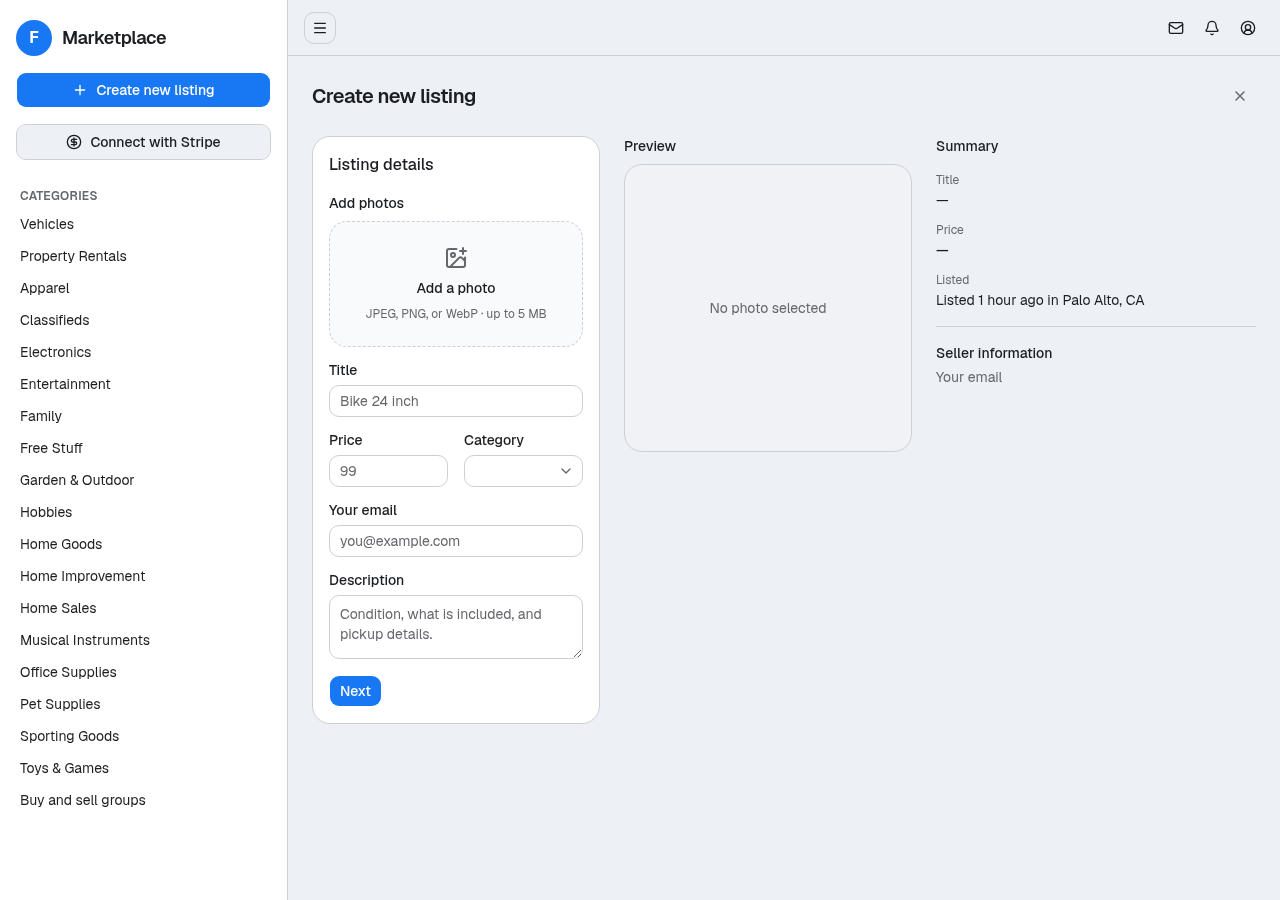 F Marketplace
Create new listing
Connect with Stripe
CATEGORIES
Vehicles
Property Rentals
Apparel
Classifieds
Electronics
Entertainment
Family
Free Stuff
Garden & Outdoor
Hobbies
Home Goods
Home Improvement
Home Sales
Musical Instruments
Office Supplies
Pet Supplies
Sporting Goods
Toys & Games
Buy and sell groups
Create new listing
Listing details
Add photos
Add a photo
JPEG, PNG, or WebP · up to 5 MB
Title
Bike 24 inch
Price
Category
99
Your email
you@example.com
Description
Condition, what is included, and
pickup details.
Next
Preview
No photo selected
Summary
Title
—
Price
—
Listed
Listed 1 hour ago in Palo Alto, CA
Seller information
Your email